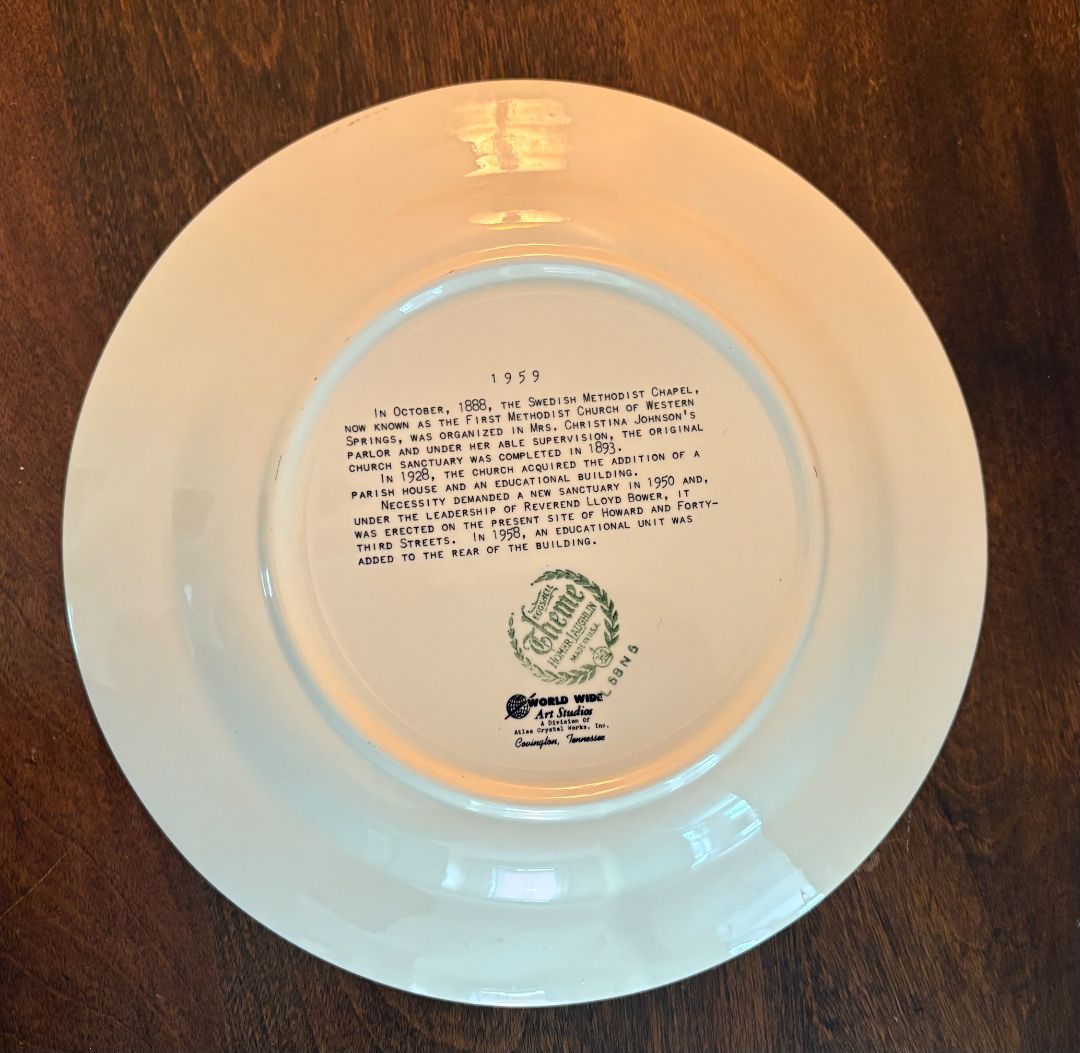 1959
IN OCTOBER, 1888, THE SWEDISH METHODIST CHAPEL,
NOW KNOWN AS THE FIRST METHODIST CHURCH OF WESTERN
SPRINGS, WAS ORGANIZED IN MRS. CHRISTINA JOHNSON'S
PARLOR AND UNDER HER ABLE SUPERVISION, THE ORIGINAL
CHURCH SANCTUARY WAS COMPLETED IN 1893.
IN 1928, THE CHURCH ACQUIRED THE ADDITION OF A
PARISH HOUSE AND AN EDUCATIONAL BUILDING.
NECESSITY DEMANDED A NEW SANCTUARY IN 1950 AND,
UNDER THE LEADERSHIP OF REVEREND LLOYD BOWER, IT
WAS ERECTED ON THE PRESENT SITE OF HOWARD AND FORTY-
THIRD STREETS. IN 1958, AN EDUCATIONAL UNIT WAS
ADDED TO THE REAR OF THE BUILDING.
EGGSHELL
Theme
HOMER LAUGHLIN
MADE IN U.S.A.
L 59 N 5
WORLD WIDE
Art Studios
A Division Of
Atlas Crystal Works, Inc.
Covington, Tennessee